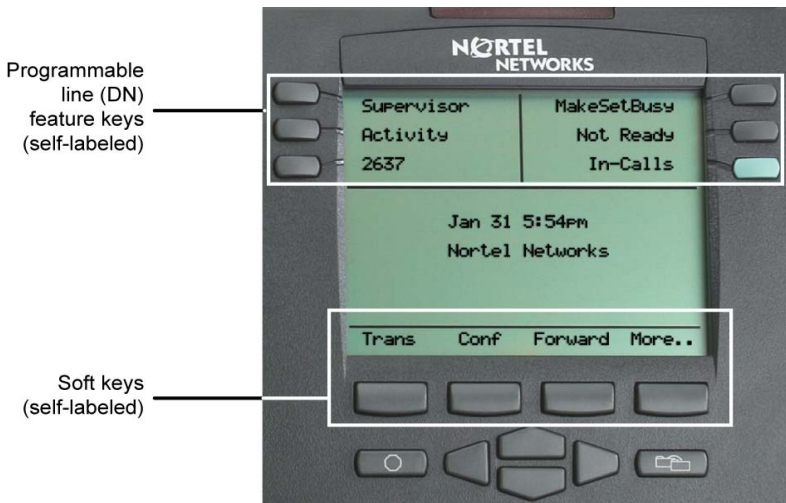 Programmable
line (DN)
feature keys
(self-labeled)
NORTEL
NETWORKS
Supervisor MakeSetBusy
Activity Not Ready
2637 In-Calls
Jan 31 5:54pm
Nortel Networks
Trans Conf Forward More..
Soft keys
(self-labeled)